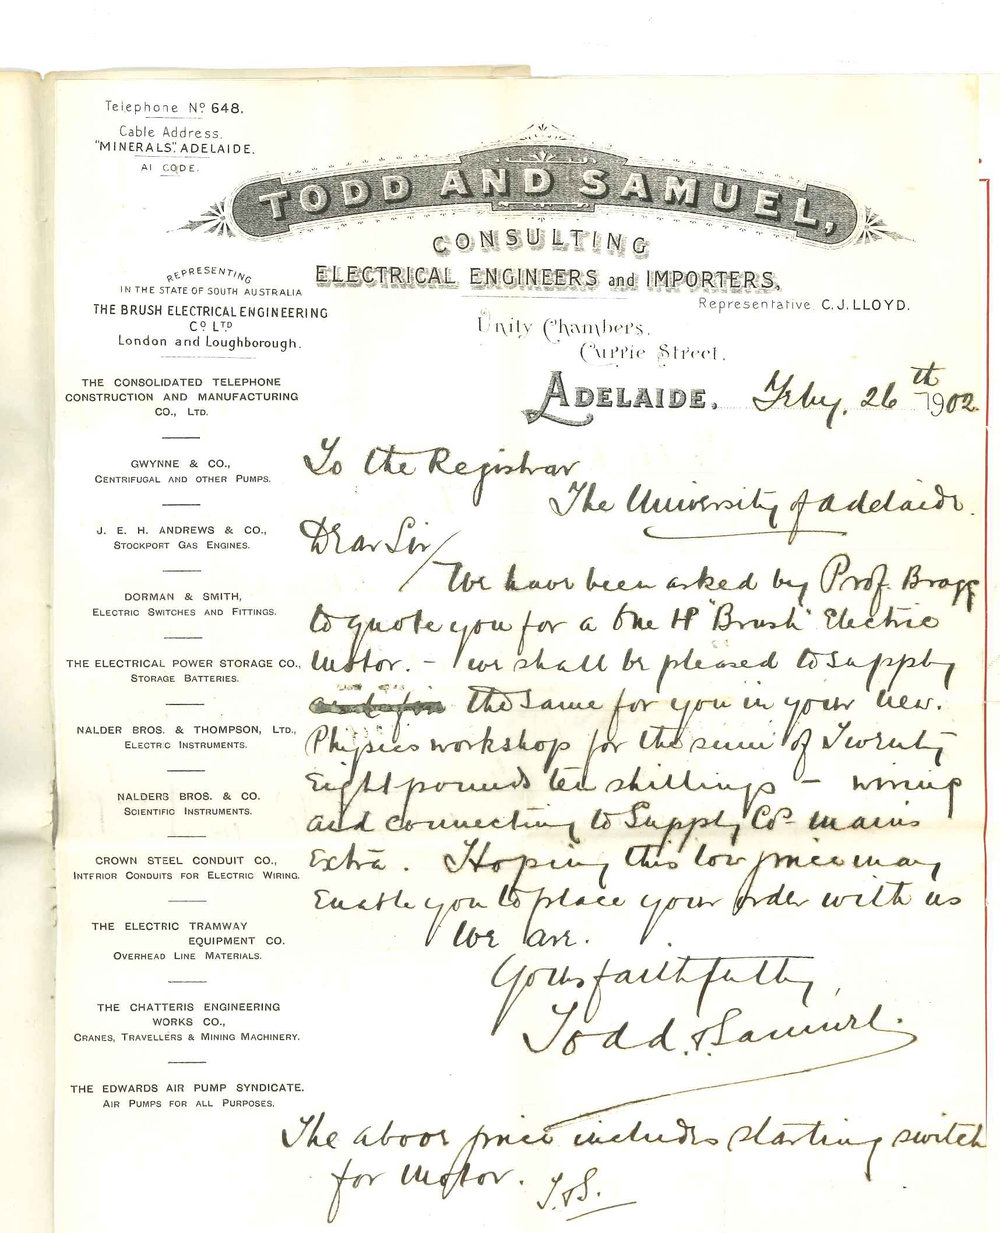 Telephone No 648.
Cable Address.
"MINERALS". ADELAIDE.
A1 CODE.
TODD AND SAMUEL,
CONSULTING
ELECTRICAL ENGINEERS and IMPORTERS,
Representative C. J. LLOYD.
Unity Chambers.
Currie Street.
ADELAIDE, Feby. 26th 1902.
REPRESENTING
IN THE STATE OF SOUTH AUSTRALIA
THE BRUSH ELECTRICAL ENGINEERING
Co LTD
London and Loughborough.
THE CONSOLIDATED TELEPHONE
CONSTRUCTION AND MANUFACTURING
CO., LTD.
GWYNNE & CO.,
CENTRIFUGAL AND OTHER PUMPS.
J. E. H. ANDREWS & CO.,
STOCKPORT GAS ENGINES.
DORMAN & SMITH,
ELECTRIC SWITCHES AND FITTINGS.
THE ELECTRICAL POWER STORAGE CO.,
STORAGE BATTERIES.
NALDER BROS. & THOMPSON, LTD.,
ELECTRIC INSTRUMENTS.
NALDERS BROS. & CO.
SCIENTIFIC INSTRUMENTS.
CROWN STEEL CONDUIT CO.,
INTERIOR CONDUITS FOR ELECTRIC WIRING.
THE ELECTRIC TRAMWAY
EQUIPMENT CO.
OVERHEAD LINE MATERIALS.
THE CHATTERIS ENGINEERING
WORKS CO.,
CRANES, TRAVELLERS & MINING MACHINERY.
THE EDWARDS AIR PUMP SYNDICATE.
AIR PUMPS FOR ALL PURPOSES.
To the Registrar
The University of Adelaide.
Dear Sir/
We have been asked by Prof. Bragg
to quote you for a One HP "Brush" Electric
Motor. – we shall be pleased to supply
the same for you in your new
Physics workshop for the sum of Twenty
Eight pounds ten shillings – wiring
and connecting to Supply Co's mains
Extra. Hoping this low price may
Enable you to place your order with us
We are.
Yours faithfully,
Todd & Samuel.
The above price includes starting switch
for Motor. T.&S.